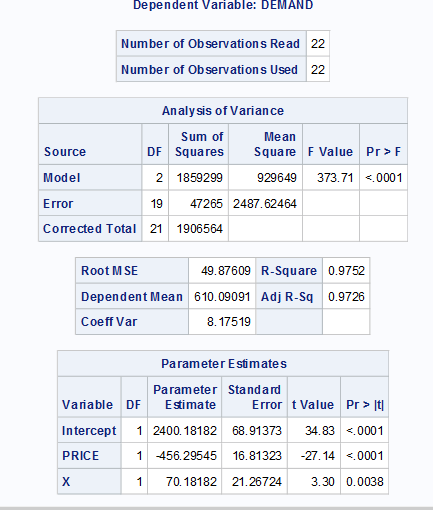 Dependent Variable: DEMAND
Number of Observations Read 22
Number of Observations Used 22
Analysis of Variance
Source DF Sum of Squares Mean Square F Value Pr > F
Model 2 1859299 929649 373.71 <.0001
Error 19 47265 2487.62464
Corrected Total 21 1906564
Root MSE 49.87609 R-Square 0.9752
Dependent Mean 610.09091 Adj R-Sq 0.9726
Coeff Var 8.17519
Parameter Estimates
Variable DF Parameter Estimate Standard Error t Value Pr > |t|
Intercept 1 2400.18182 68.91373 34.83 <.0001
PRICE 1 -456.29545 16.81323 -27.14 <.0001
X 1 70.18182 21.26724 3.30 0.0038